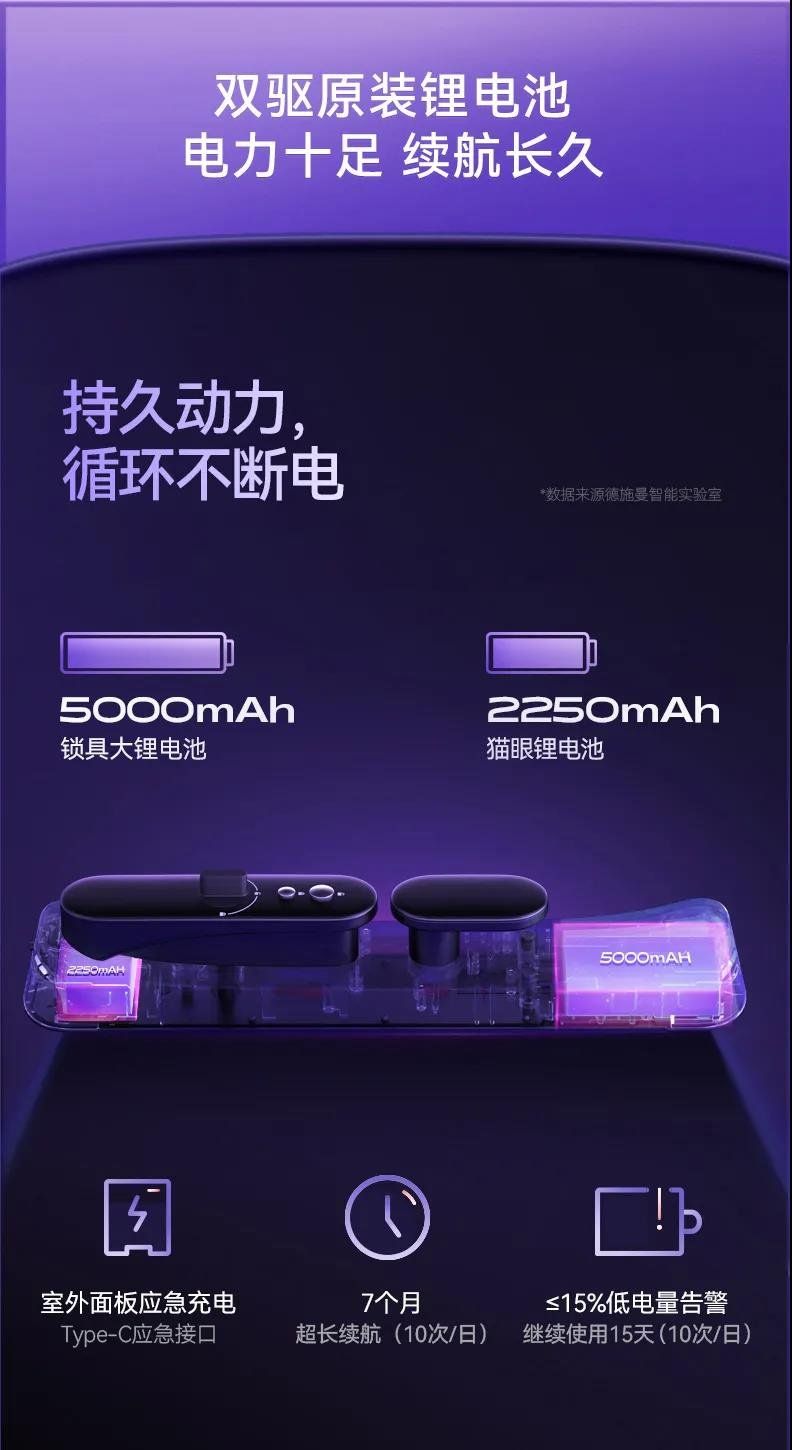 双驱原装锂电池
电力十足 续航长久
持久动力，
循环不断电
*数据来源德施曼智能实验室
5000mAh
锁具大锂电池
2250mAh
猫眼锂电池
2250mAH
5000mAH
室外面板应急充电
Type-C应急接口
7个月
超长续航（10次/日）
≤15%低电量告警
继续使用15天（10次/日）